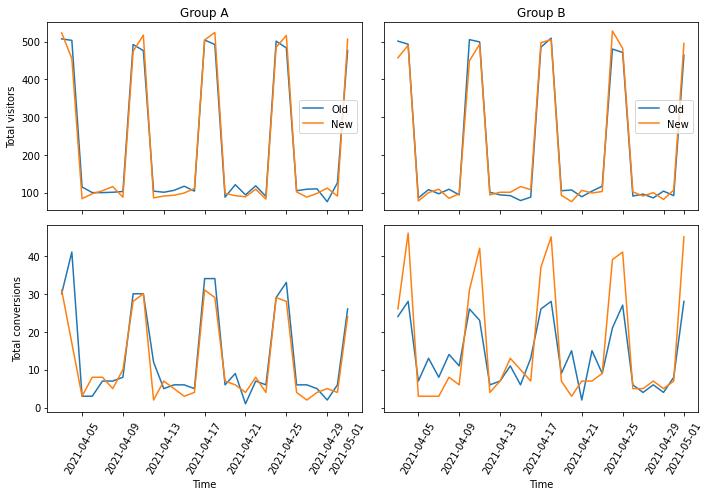 Group A
Group B
Total visitors
500
400
300
200
100
Old
New
Old
New
Total conversions
40
30
20
10
0
2021-04-05
2021-04-09
2021-04-13
2021-04-17
2021-04-21
2021-04-25
2021-04-29
2021-05-01
2021-04-05
2021-04-09
2021-04-13
2021-04-17
2021-04-21
2021-04-25
2021-04-29
2021-05-01
Time
Time